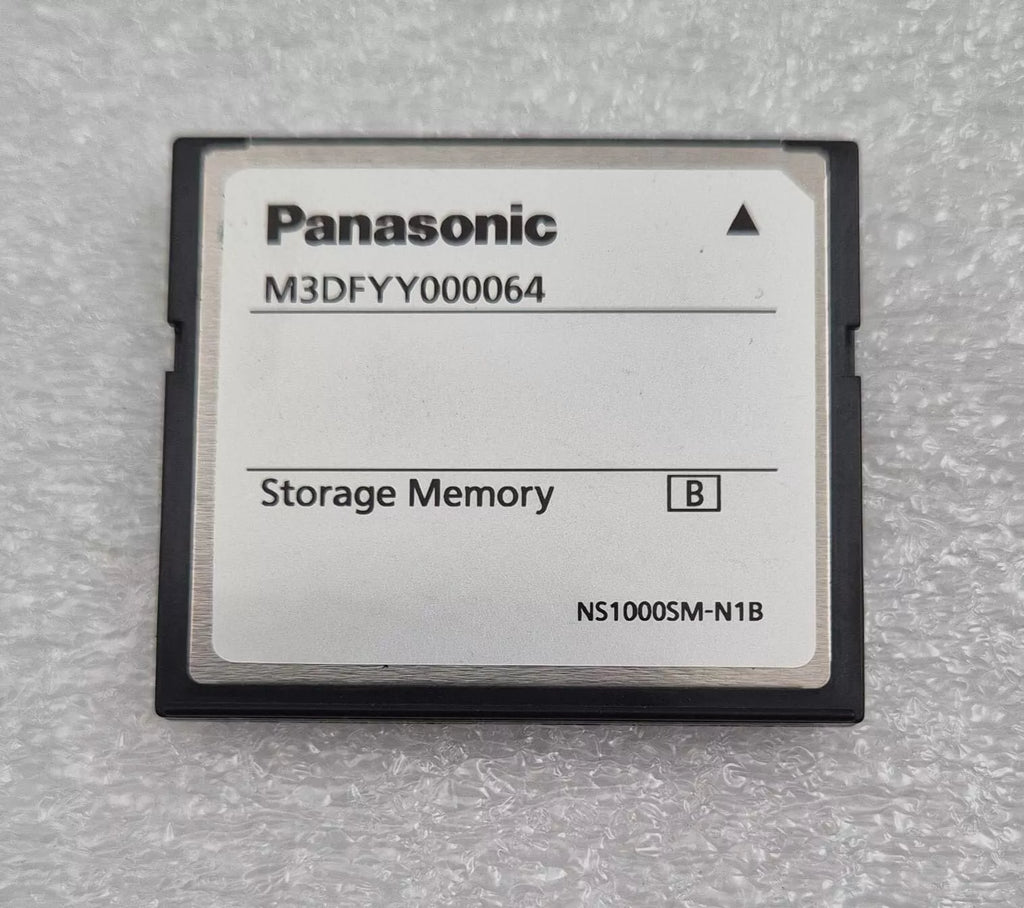 Panasonic ▲
M3DFYY000064
Storage Memory B
NS1000SM-N1B